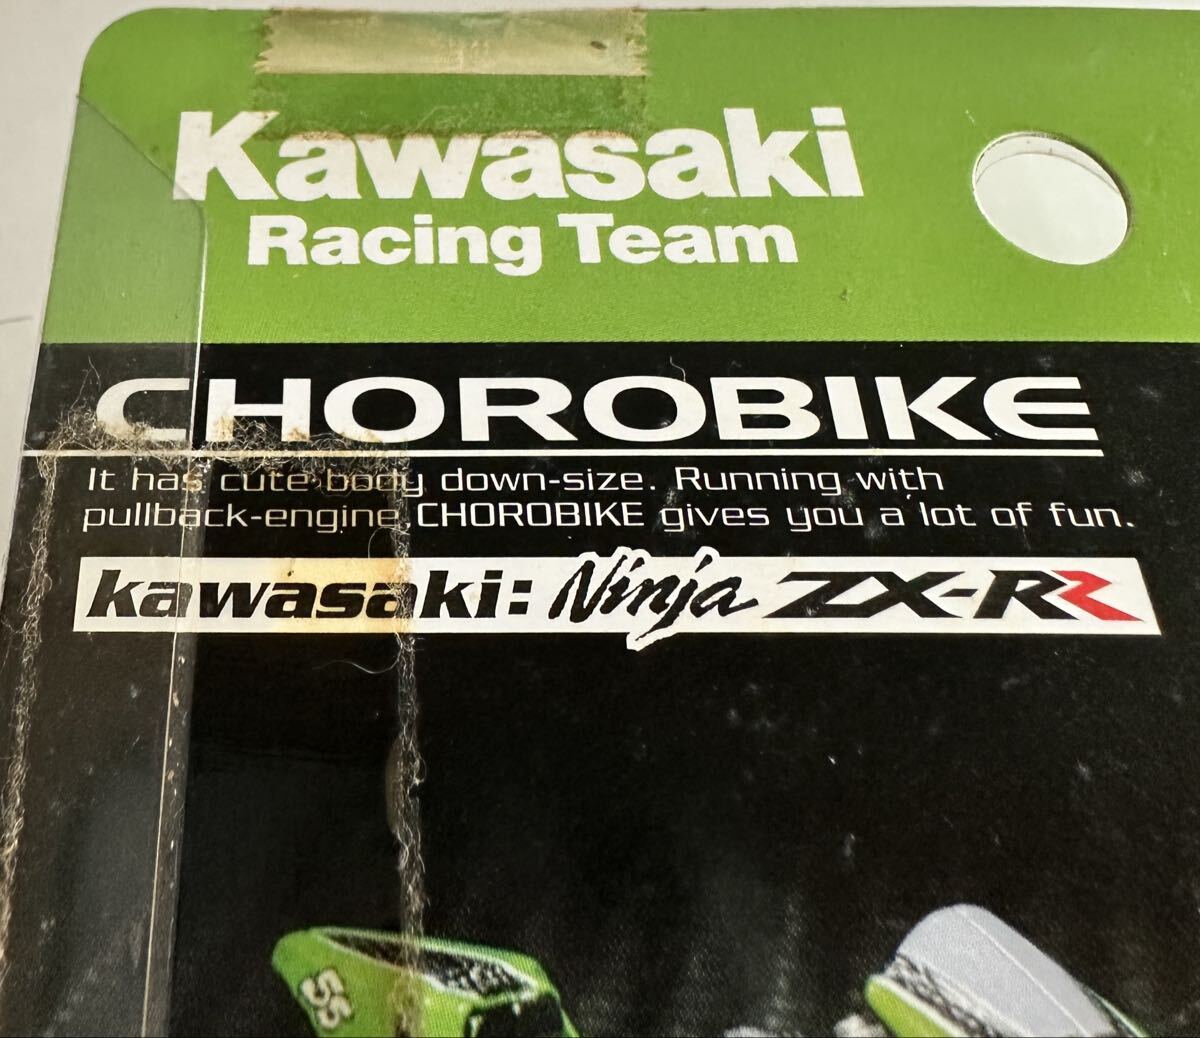 Kawasaki
Racing Team
CHOROBIKE
It has cute body down-size. Running with
pullback-engine, CHOROBIKE gives you a lot of fun.
kawasaki: Ninja ZX-RR
55